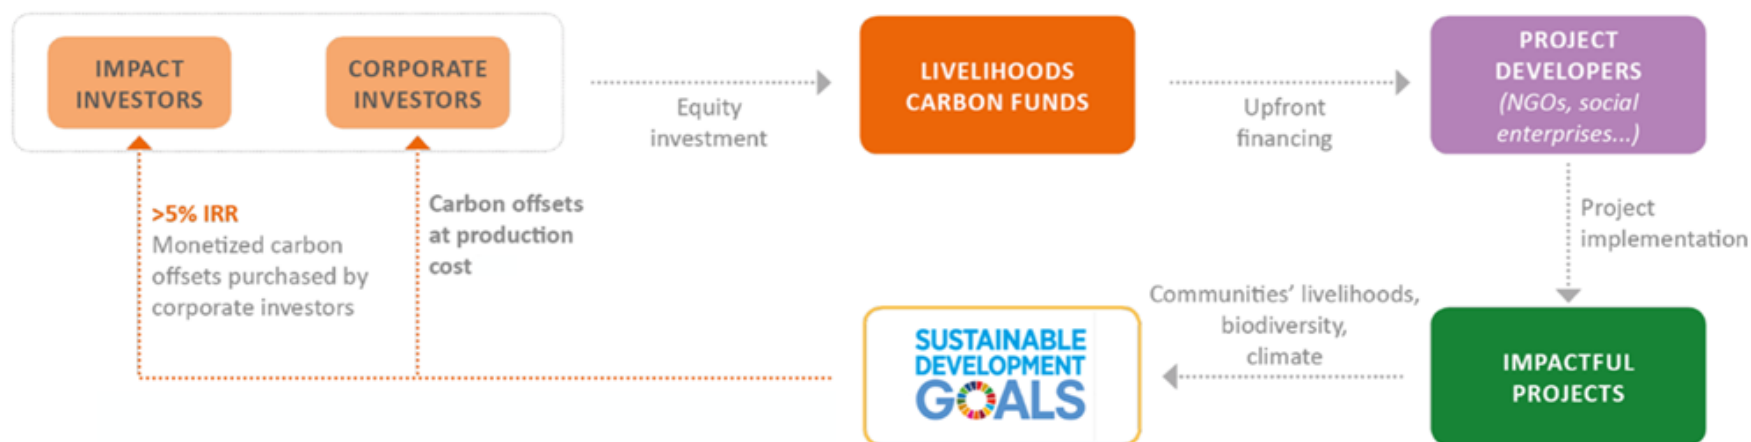 IMPACT
INVESTORS
CORPORATE
INVESTORS
Equity
investment
LIVELIHOODS
CARBON FUNDS
Upfront
financing
PROJECT
DEVELOPERS
(NGOs, social
enterprises...)
>5% IRR
Monetized carbon
offsets purchased by
corporate investors
Carbon offsets
at production
cost
Project
implementation
Communities’ livelihoods,
biodiversity,
climate
SUSTAINABLE
DEVELOPMENT
GOALS
IMPACTFUL
PROJECTS